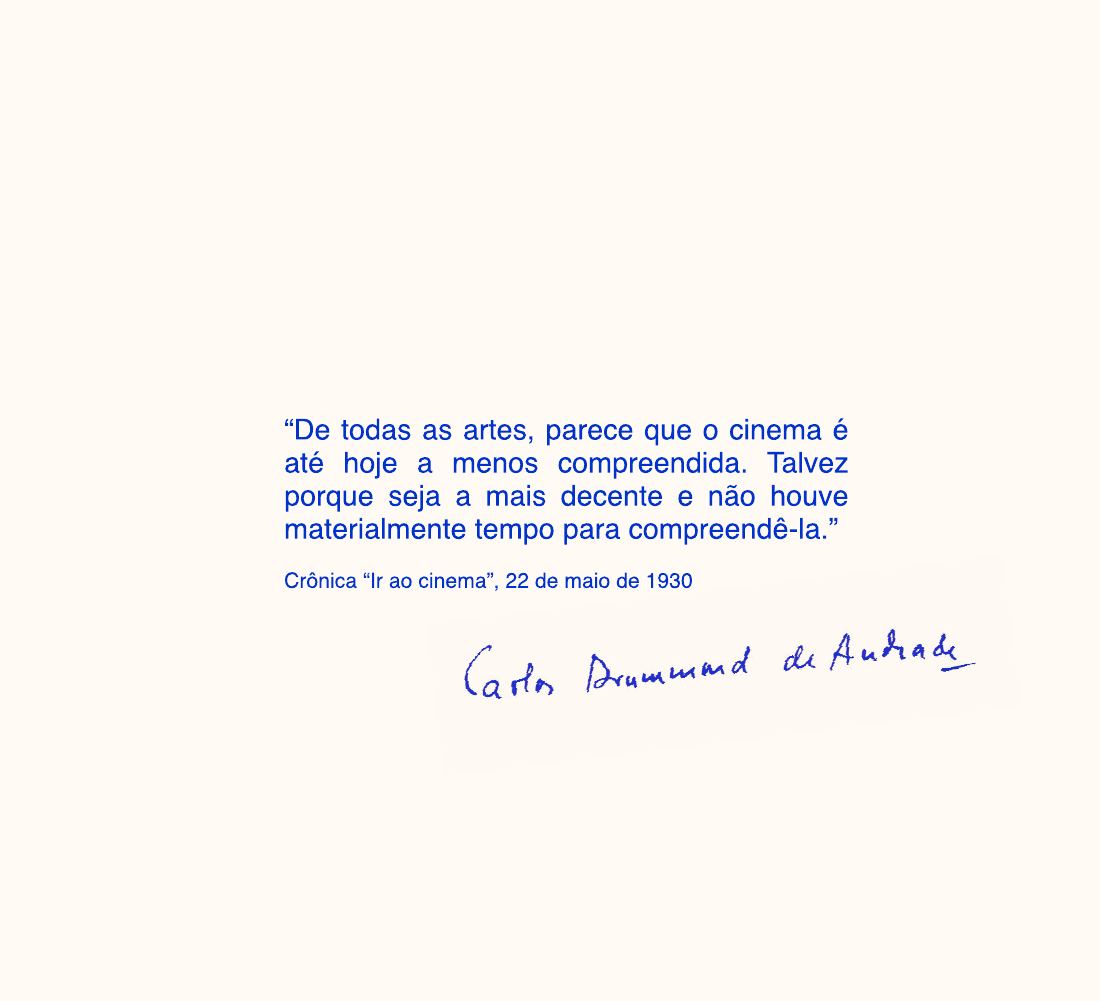 “De todas as artes, parece que o cinema é
até hoje a menos compreendida. Talvez
porque seja a mais decente e não houve
materialmente tempo para compreendê-la.”
Crônica “Ir ao cinema”, 22 de maio de 1930
Carlos Drummond de Andrade